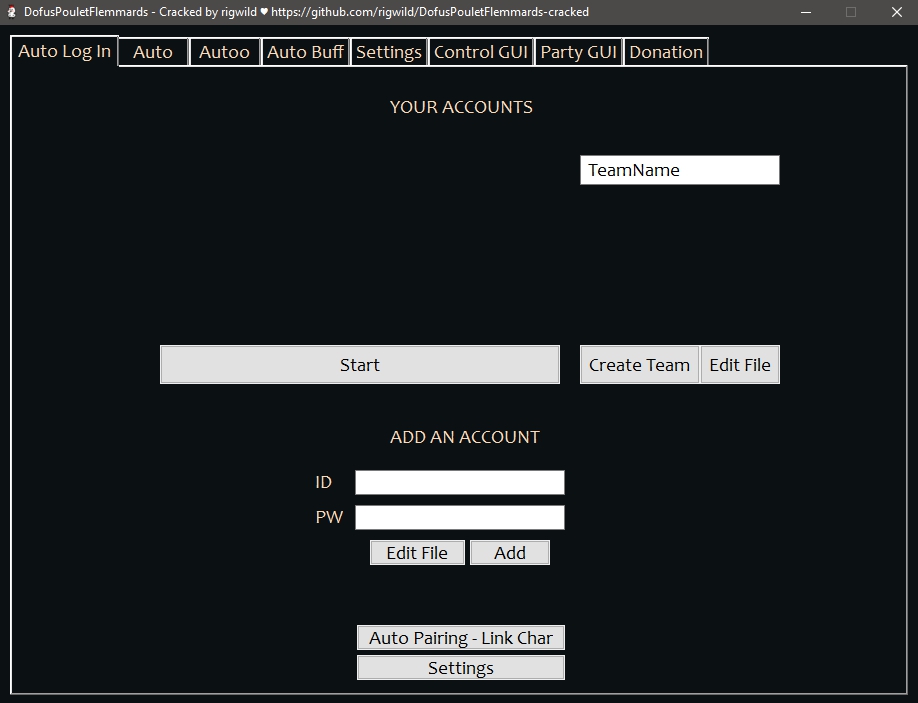 DofusPouletFlemmards - Cracked by rigwild ♥ https://github.com/rigwild/DofusPouletFlemmards-cracked
Auto Log In Auto Autoo Auto Buff Settings Control GUI Party GUI Donation
YOUR ACCOUNTS
TeamName
Start Create Team Edit File
ADD AN ACCOUNT
ID
PW
Edit File Add
Auto Pairing - Link Char
Settings